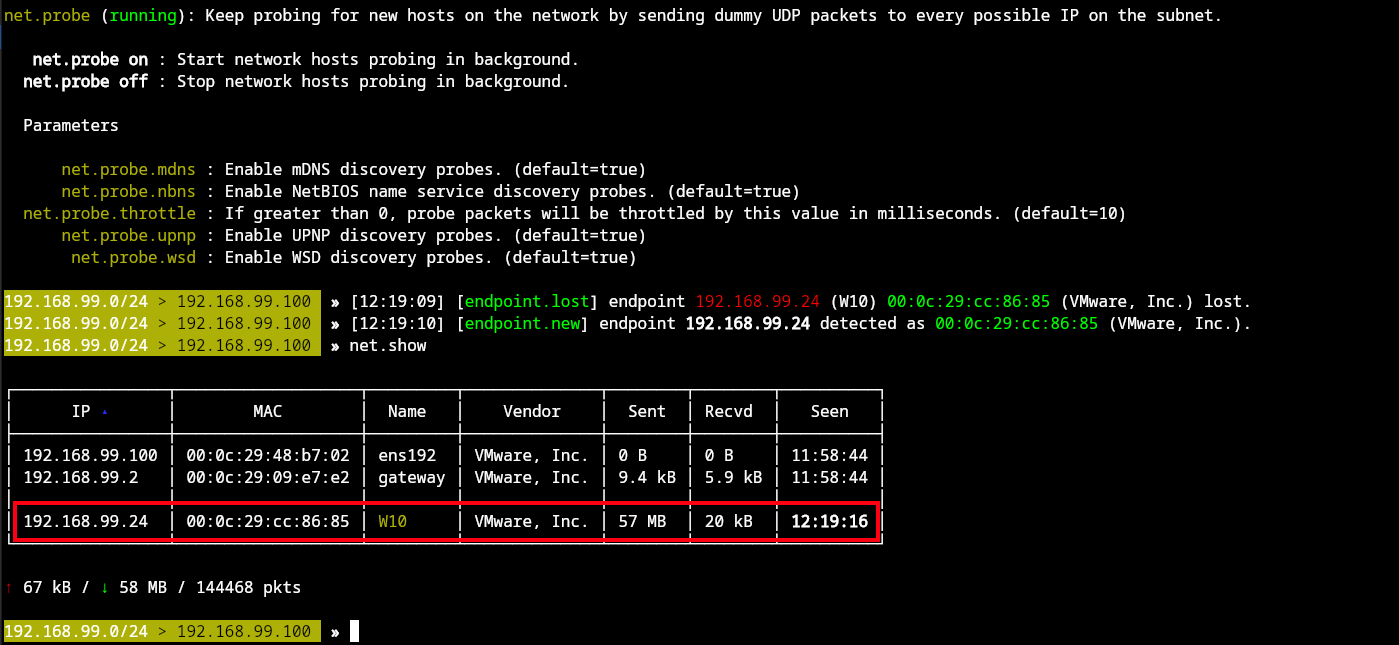 net.probe (running): Keep probing for new hosts on the network by sending dummy UDP packets to every possible IP on the subnet.
net.probe on : Start network hosts probing in background.
net.probe off : Stop network hosts probing in background.
Parameters
net.probe.mdns : Enable mDNS discovery probes. (default=true)
net.probe.nbns : Enable NetBIOS name service discovery probes. (default=true)
net.probe.throttle : If greater than 0, probe packets will be throttled by this value in milliseconds. (default=10)
net.probe.upnp : Enable UPNP discovery probes. (default=true)
net.probe.wsd : Enable WSD discovery probes. (default=true)
192.168.99.0/24 > 192.168.99.100 » [12:19:09] [endpoint.lost] endpoint 192.168.99.24 (W10) 00:0c:29:cc:86:85 (VMware, Inc.) lost.
192.168.99.0/24 > 192.168.99.100 » [12:19:10] [endpoint.new] endpoint 192.168.99.24 detected as 00:0c:29:cc:86:85 (VMware, Inc.).
192.168.99.0/24 > 192.168.99.100 » net.show
IP ▴ MAC Name Vendor Sent Recvd Seen
192.168.99.100 00:0c:29:48:b7:02 ens192 VMware, Inc. 0 B 0 B 11:58:44
192.168.99.2 00:0c:29:09:e7:e2 gateway VMware, Inc. 9.4 kB 5.9 kB 11:58:44
192.168.99.24 00:0c:29:cc:86:85 W10 VMware, Inc. 57 MB 20 kB 12:19:16
↑ 67 kB / ↓ 58 MB / 144468 pkts
192.168.99.0/24 > 192.168.99.100 »